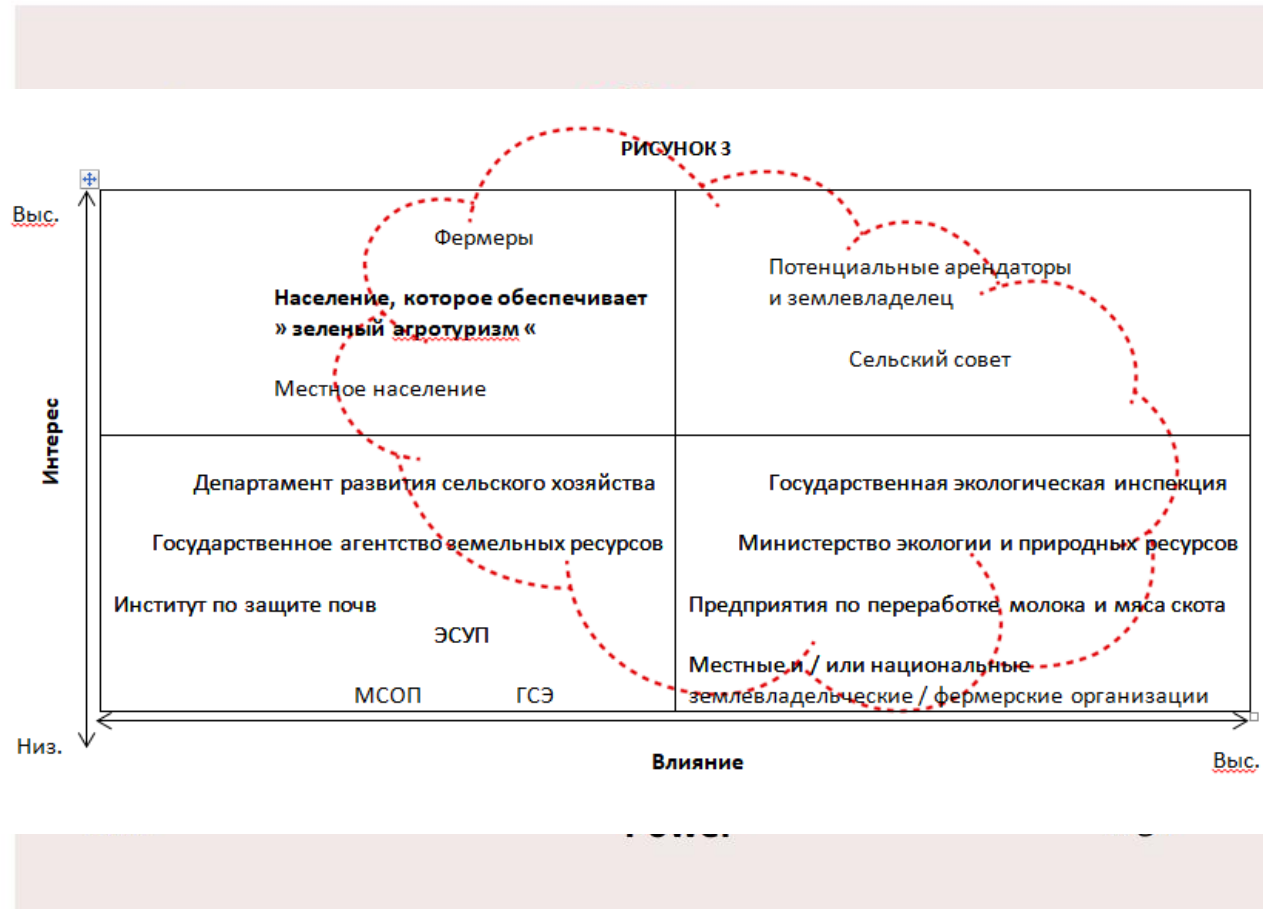 РИСУНОК 3
Выс.
Фермеры
Население, которое обеспечивает
» зеленый агротуризм «
Местное население
Потенциальные арендаторы
и землевладелец
Сельский совет
Интерес
Департамент развития сельского хозяйства
Государственное агентство земельных ресурсов
Институт по защите почв
ЭСУП
МСОП ГСЭ
Государственная экологическая инспекция
Министерство экологии и природных ресурсов
Предприятия по переработке молока и мяса скота
Местные и / или национальные
землевладельческие / фермерские организации
Низ.
Влияние
Выс.